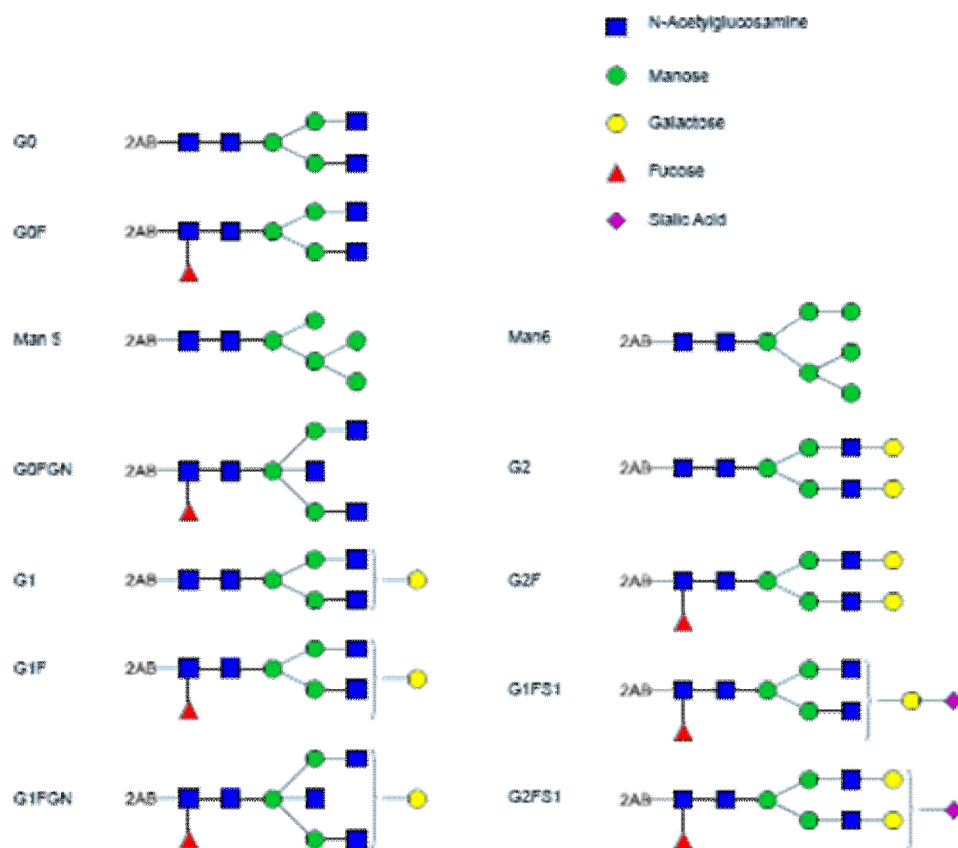 N-Acetylglucosamine
Manose
Galactose
Fucose
Sialic Acid
G0 2AB
G0F 2AB
Man 5 2AB
Man6 2AB
G0FGN 2AB
G2 2AB
G1 2AB
G2F 2AB
G1F 2AB
G1FS1 2AB
G1FGN 2AB
G2FS1 2AB